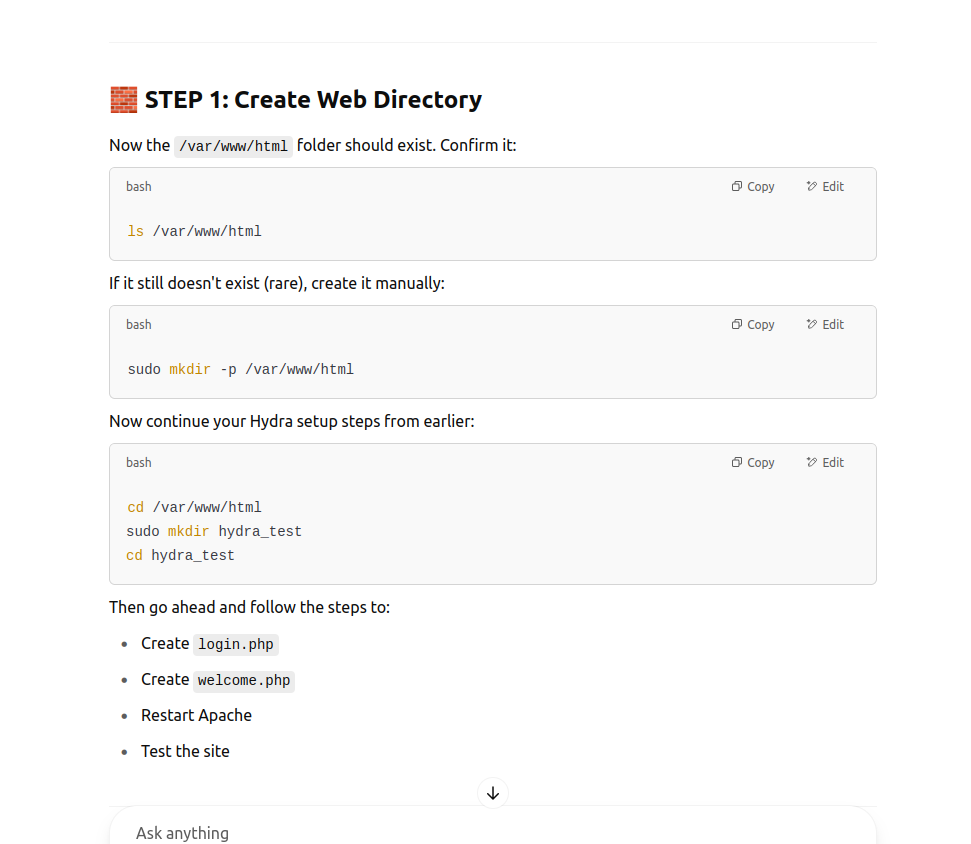 🧱 STEP 1: Create Web Directory
Now the /var/www/html folder should exist. Confirm it:
bash Copy Edit
ls /var/www/html
If it still doesn't exist (rare), create it manually:
bash Copy Edit
sudo mkdir -p /var/www/html
Now continue your Hydra setup steps from earlier:
bash Copy Edit
cd /var/www/html
sudo mkdir hydra_test
cd hydra_test
Then go ahead and follow the steps to:
• Create login.php
• Create welcome.php
• Restart Apache
• Test the site
Ask anything